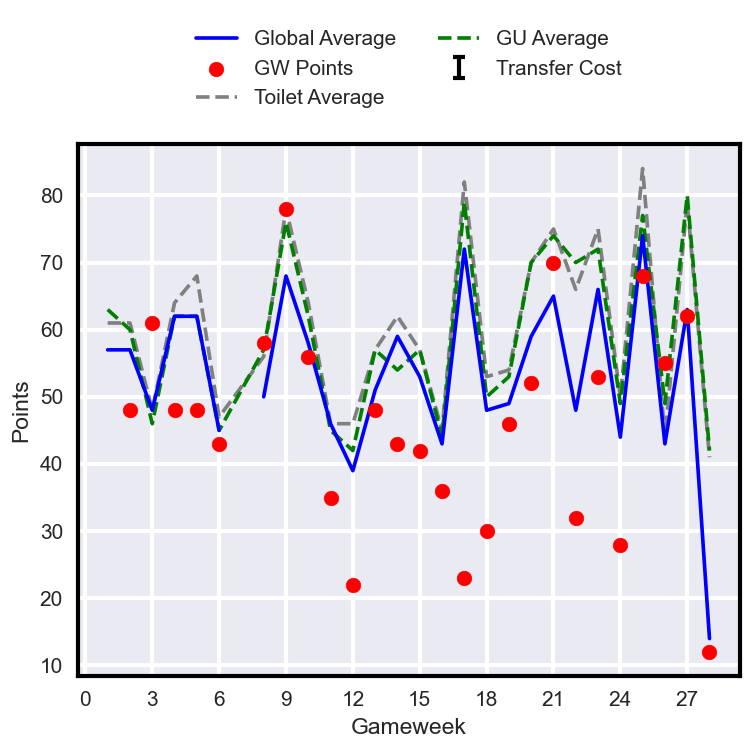 Global Average
GW Points
Toilet Average
GU Average
Transfer Cost
Points
80
70
60
50
40
30
20
10
0 3 6 9 12 15 18 21 24 27
Gameweek